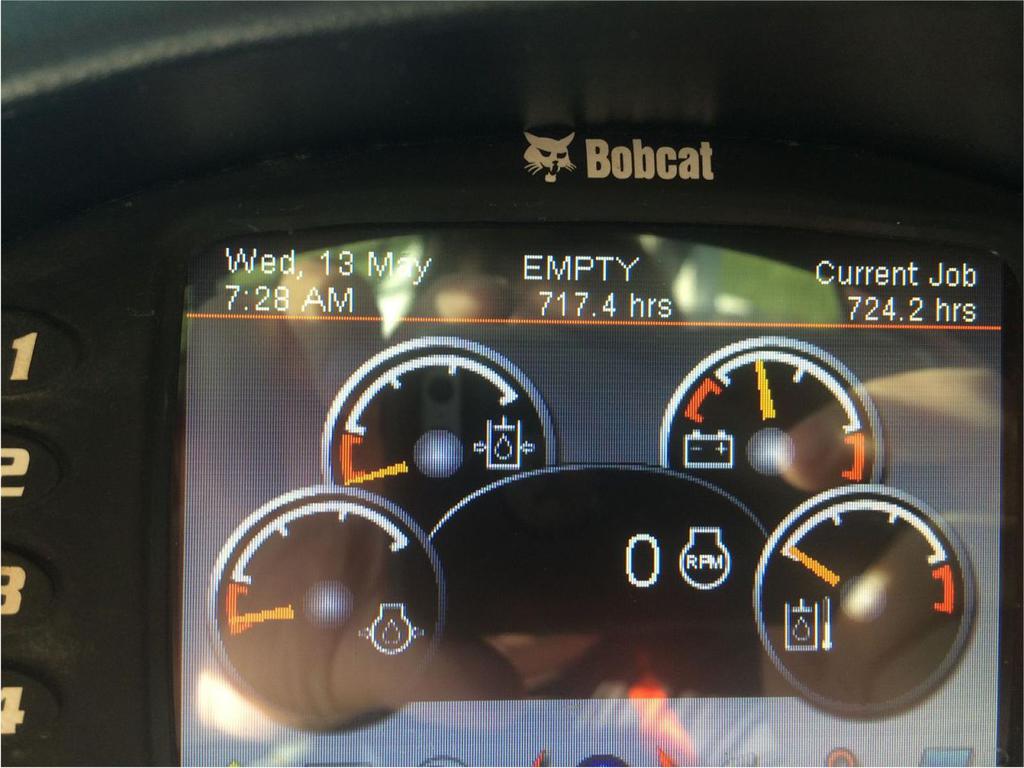 Bobcat
Wed, 13 May EMPTY Current Job
7:28 AM 717.4 hrs 724.2 hrs
1
2
3
4
0 RPM